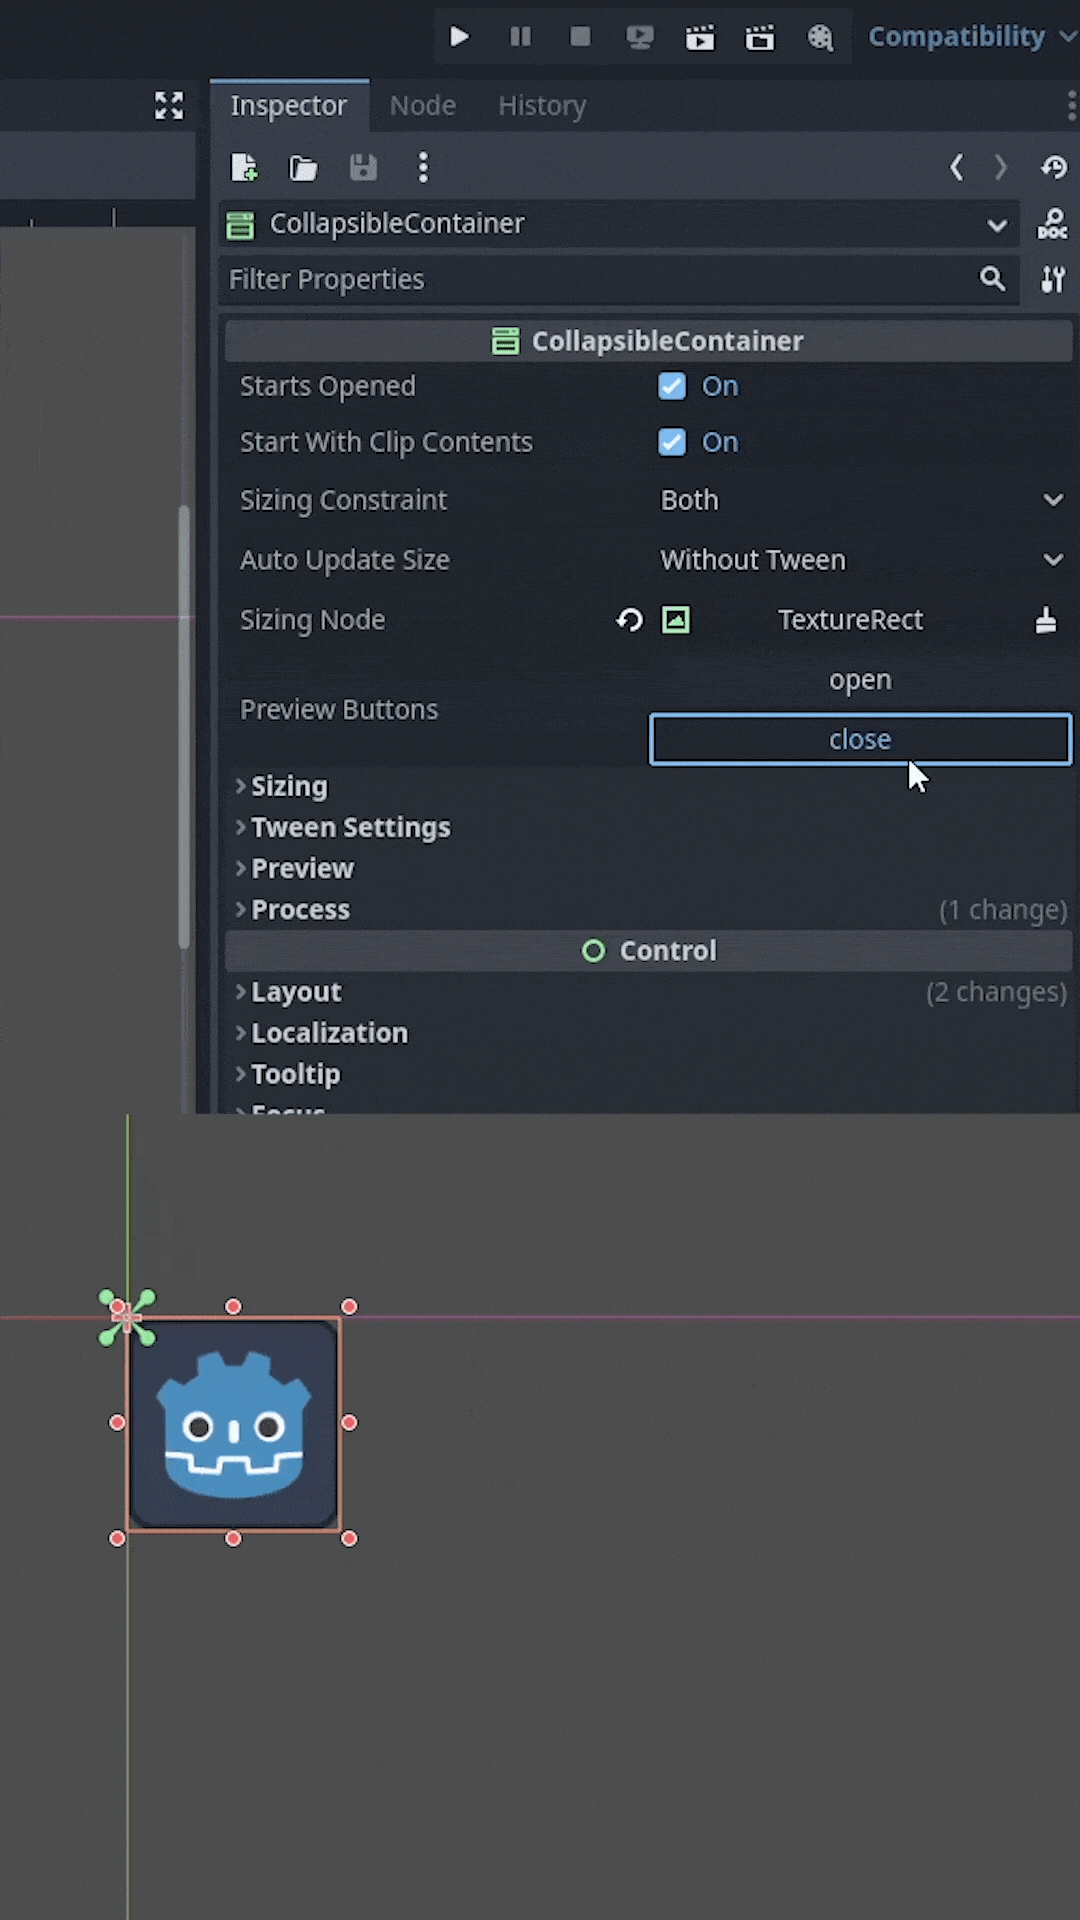 Compatibility
Inspector Node History
CollapsibleContainer
DOC
Filter Properties
CollapsibleContainer
Starts Opened On
Start With Clip Contents On
Sizing Constraint Both
Auto Update Size Without Tween
Sizing Node TextureRect
open
Preview Buttons
close
Sizing
Tween Settings
Preview
Process (1 change)
Control
Layout (2 changes)
Localization
Tooltip
Focus